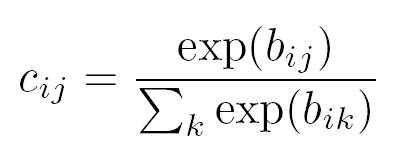 c_{ij} = \frac{\exp(b_{ij})}{\sum_k \exp(b_{ik})}